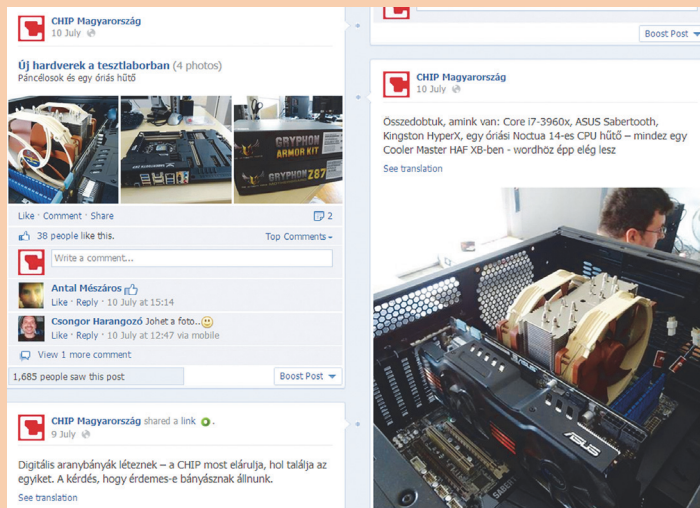 CHIP Magyarország
10 July
Új hardverek a tesztlaborban (4 photos)
Páncélosok és egy óriás hűtő
GRYPHON
ARMOR KIT
GRYPHON Z87
Like · Comment · Share
2
38 people like this.
Top Comments
Write a comment...
Antal Mészáros
Like · Reply · 10 July at 15:14
Csongor Harangozó Johet a foto..
Like · Reply · 10 July at 12:47 via mobile
View 1 more comment
1,685 people saw this post
Boost Post
CHIP Magyarország shared a link .
9 July
Digitális aranybányák léteznek – a CHIP most elárulja, hol találja az
egyiket. A kérdés, hogy érdemes-e bányásznak állnunk.
See translation
Boost Post
CHIP Magyarország
10 July
Összedobtuk, amink van: Core i7-3960x, ASUS Sabertooth,
Kingston HyperX, egy óriási Noctua 14-es CPU hűtő – mindez egy
Cooler Master HAF XB-ben - wordhöz épp elég lesz
See translation
ASUS